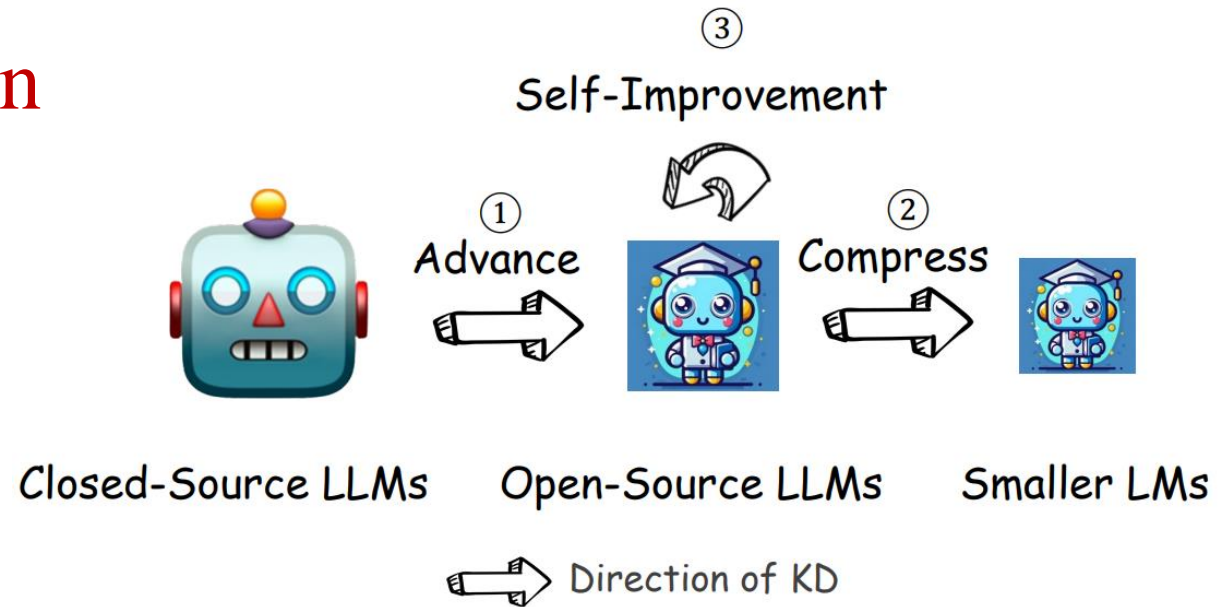 n
③
Self-Improvement
①
Advance
②
Compress
Closed-Source LLMs
Open-Source LLMs
Smaller LMs
Direction of KD